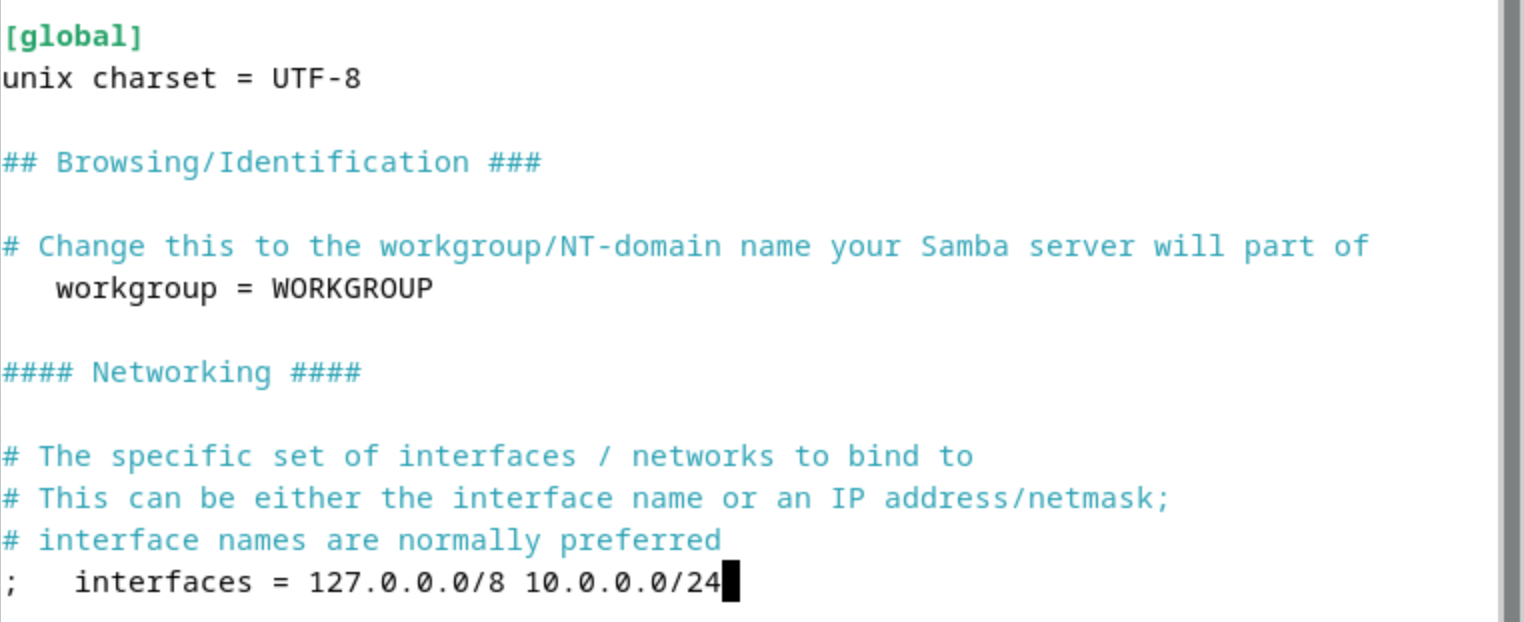 [global]
unix charset = UTF-8
## Browsing/Identification ###
# Change this to the workgroup/NT-domain name your Samba server will part of
   workgroup = WORKGROUP
#### Networking ####
# The specific set of interfaces / networks to bind to
# This can be either the interface name or an IP address/netmask;
# interface names are normally preferred
;   interfaces = 127.0.0.0/8 10.0.0.0/24